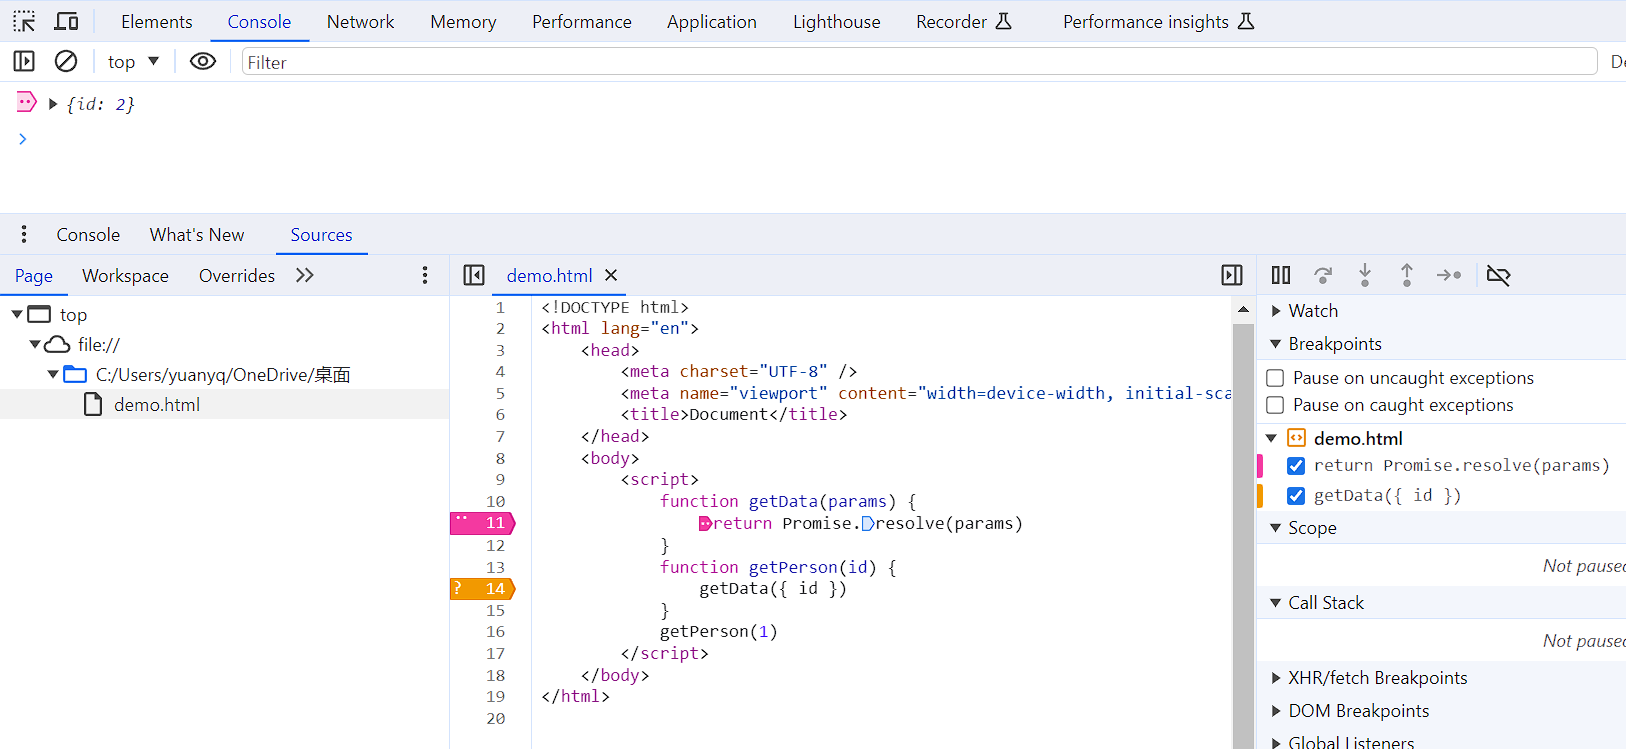 Elements Console Network Memory Performance Application Lighthouse Recorder Performance insights
top Filter De
{id: 2}
Console What's New Sources
Page Workspace Overrides demo.html
top
file://
C:/Users/yuanyq/OneDrive/桌面
demo.html
1 <!DOCTYPE html>
2 <html lang="en">
3 <head>
4 <meta charset="UTF-8" />
5 <meta name="viewport" content="width=device-width, initial-sca
6 <title>Document</title>
7 </head>
8 <body>
9 <script>
10 function getData(params) {
11 return Promise.resolve(params)
12 }
13 function getPerson(id) {
? 14 getData({ id })
15 }
16 getPerson(1)
17 </script>
18 </body>
19 </html>
20
Watch
Breakpoints
Pause on uncaught exceptions
Pause on caught exceptions
demo.html
return Promise.resolve(params)
getData({ id })
Scope
Not paused
Call Stack
Not paused
XHR/fetch Breakpoints
DOM Breakpoints
Global Listeners